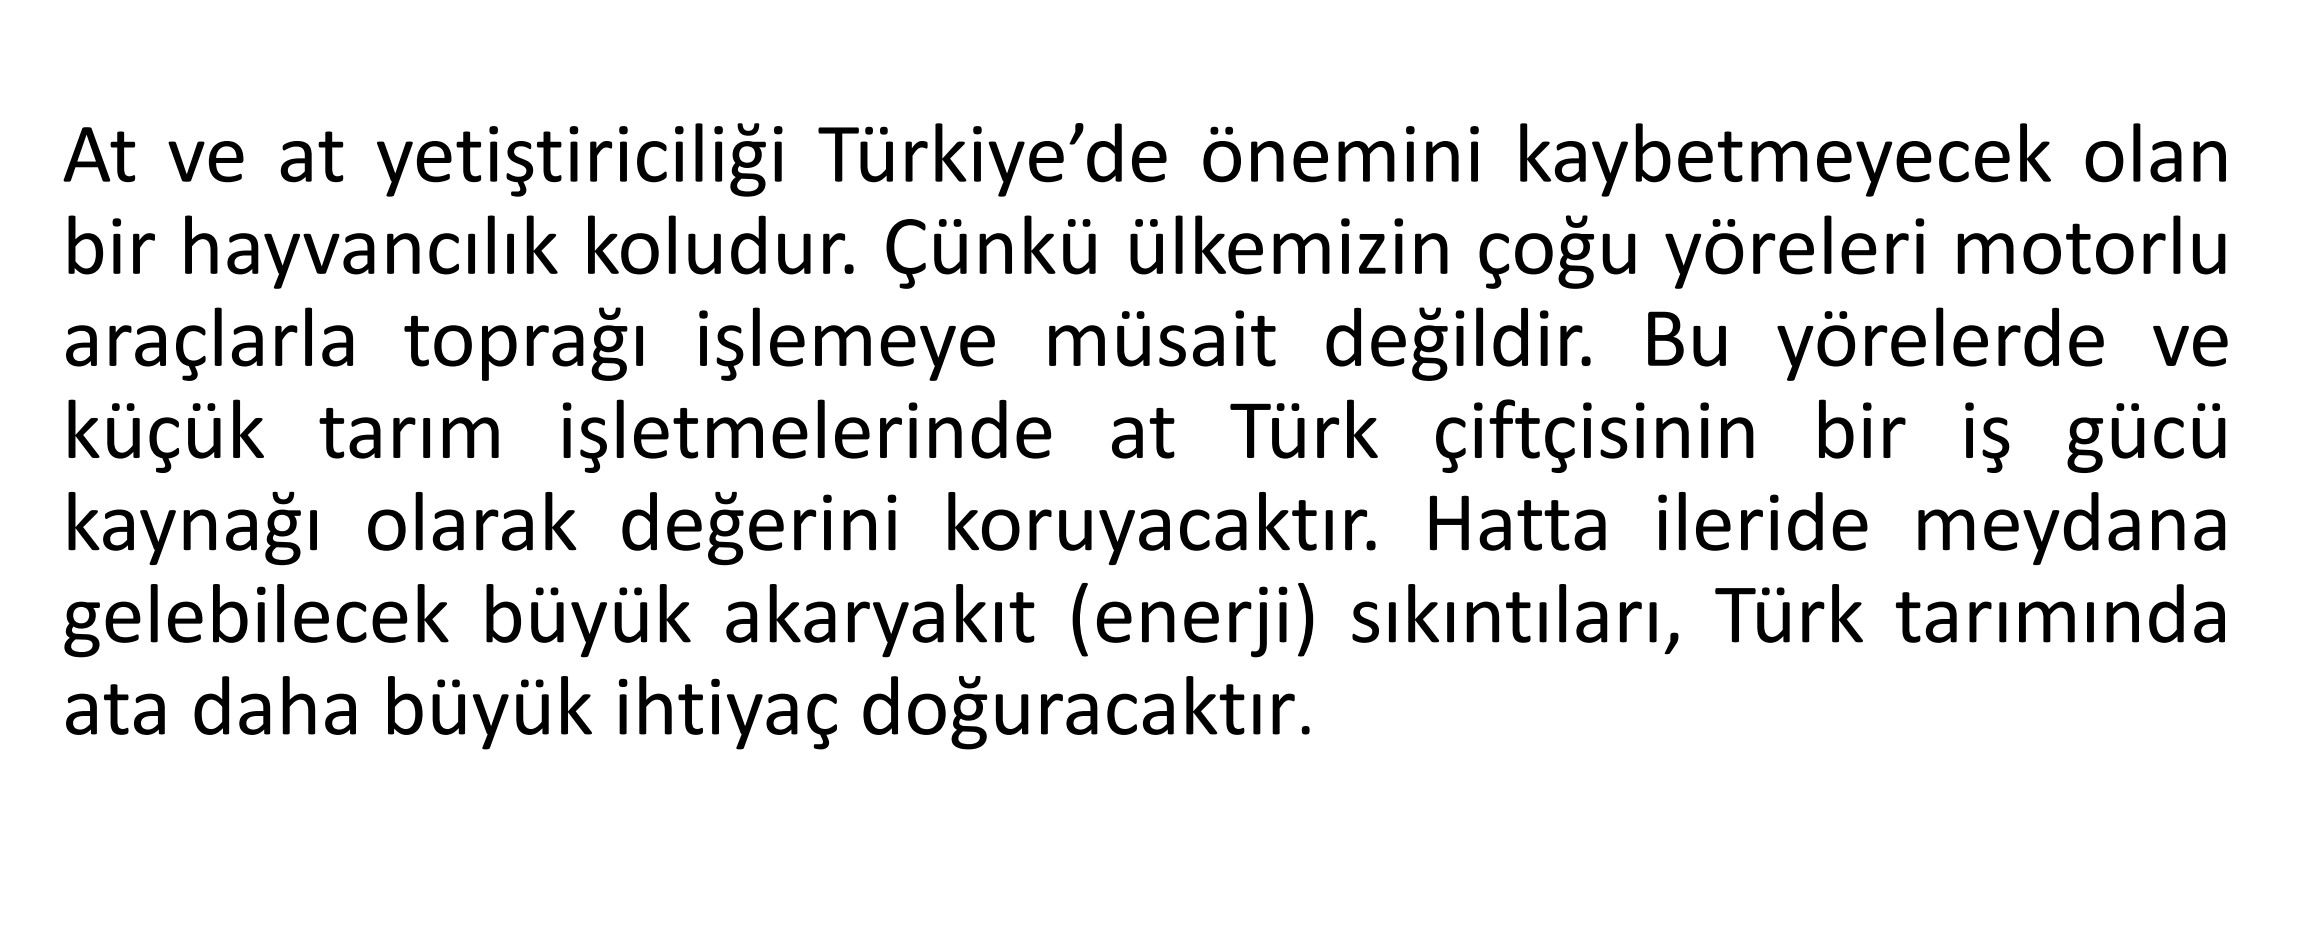 At ve at yetiştiriciliği Türkiye’de önemini kaybetmeyecek olan
bir hayvancılık koludur. Çünkü ülkemizin çoğu yöreleri motorlu
araçlarla toprağı işlemeye müsait değildir. Bu yörelerde ve
küçük tarım işletmelerinde at Türk çiftçisinin bir iş gücü
kaynağı olarak değerini koruyacaktır. Hatta ileride meydana
gelebilecek büyük akaryakıt (enerji) sıkıntıları, Türk tarımında
ata daha büyük ihtiyaç doğuracaktır.